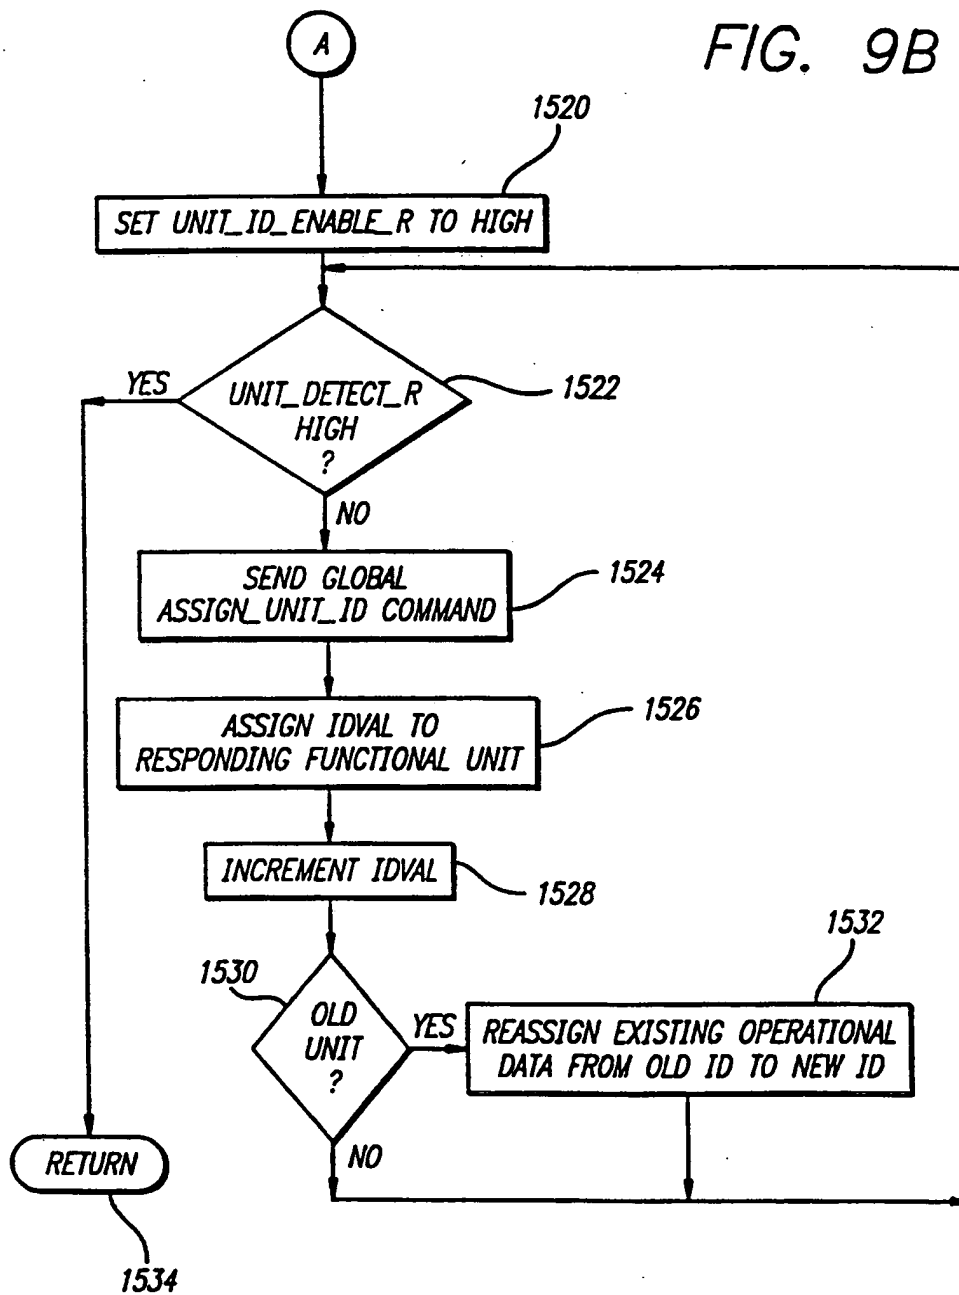 FIG. 9B
A
1520
SET UNIT_ID_ENABLE_R TO HIGH
YES
UNIT_DETECT_R
HIGH
?
1522
NO
SEND GLOBAL
ASSIGN_UNIT_ID COMMAND
1524
ASSIGN IDVAL TO
RESPONDING FUNCTIONAL UNIT
1526
INCREMENT IDVAL
1528
1530
OLD
UNIT
?
YES
1532
REASSIGN EXISTING OPERATIONAL
DATA FROM OLD ID TO NEW ID
NO
RETURN
1534